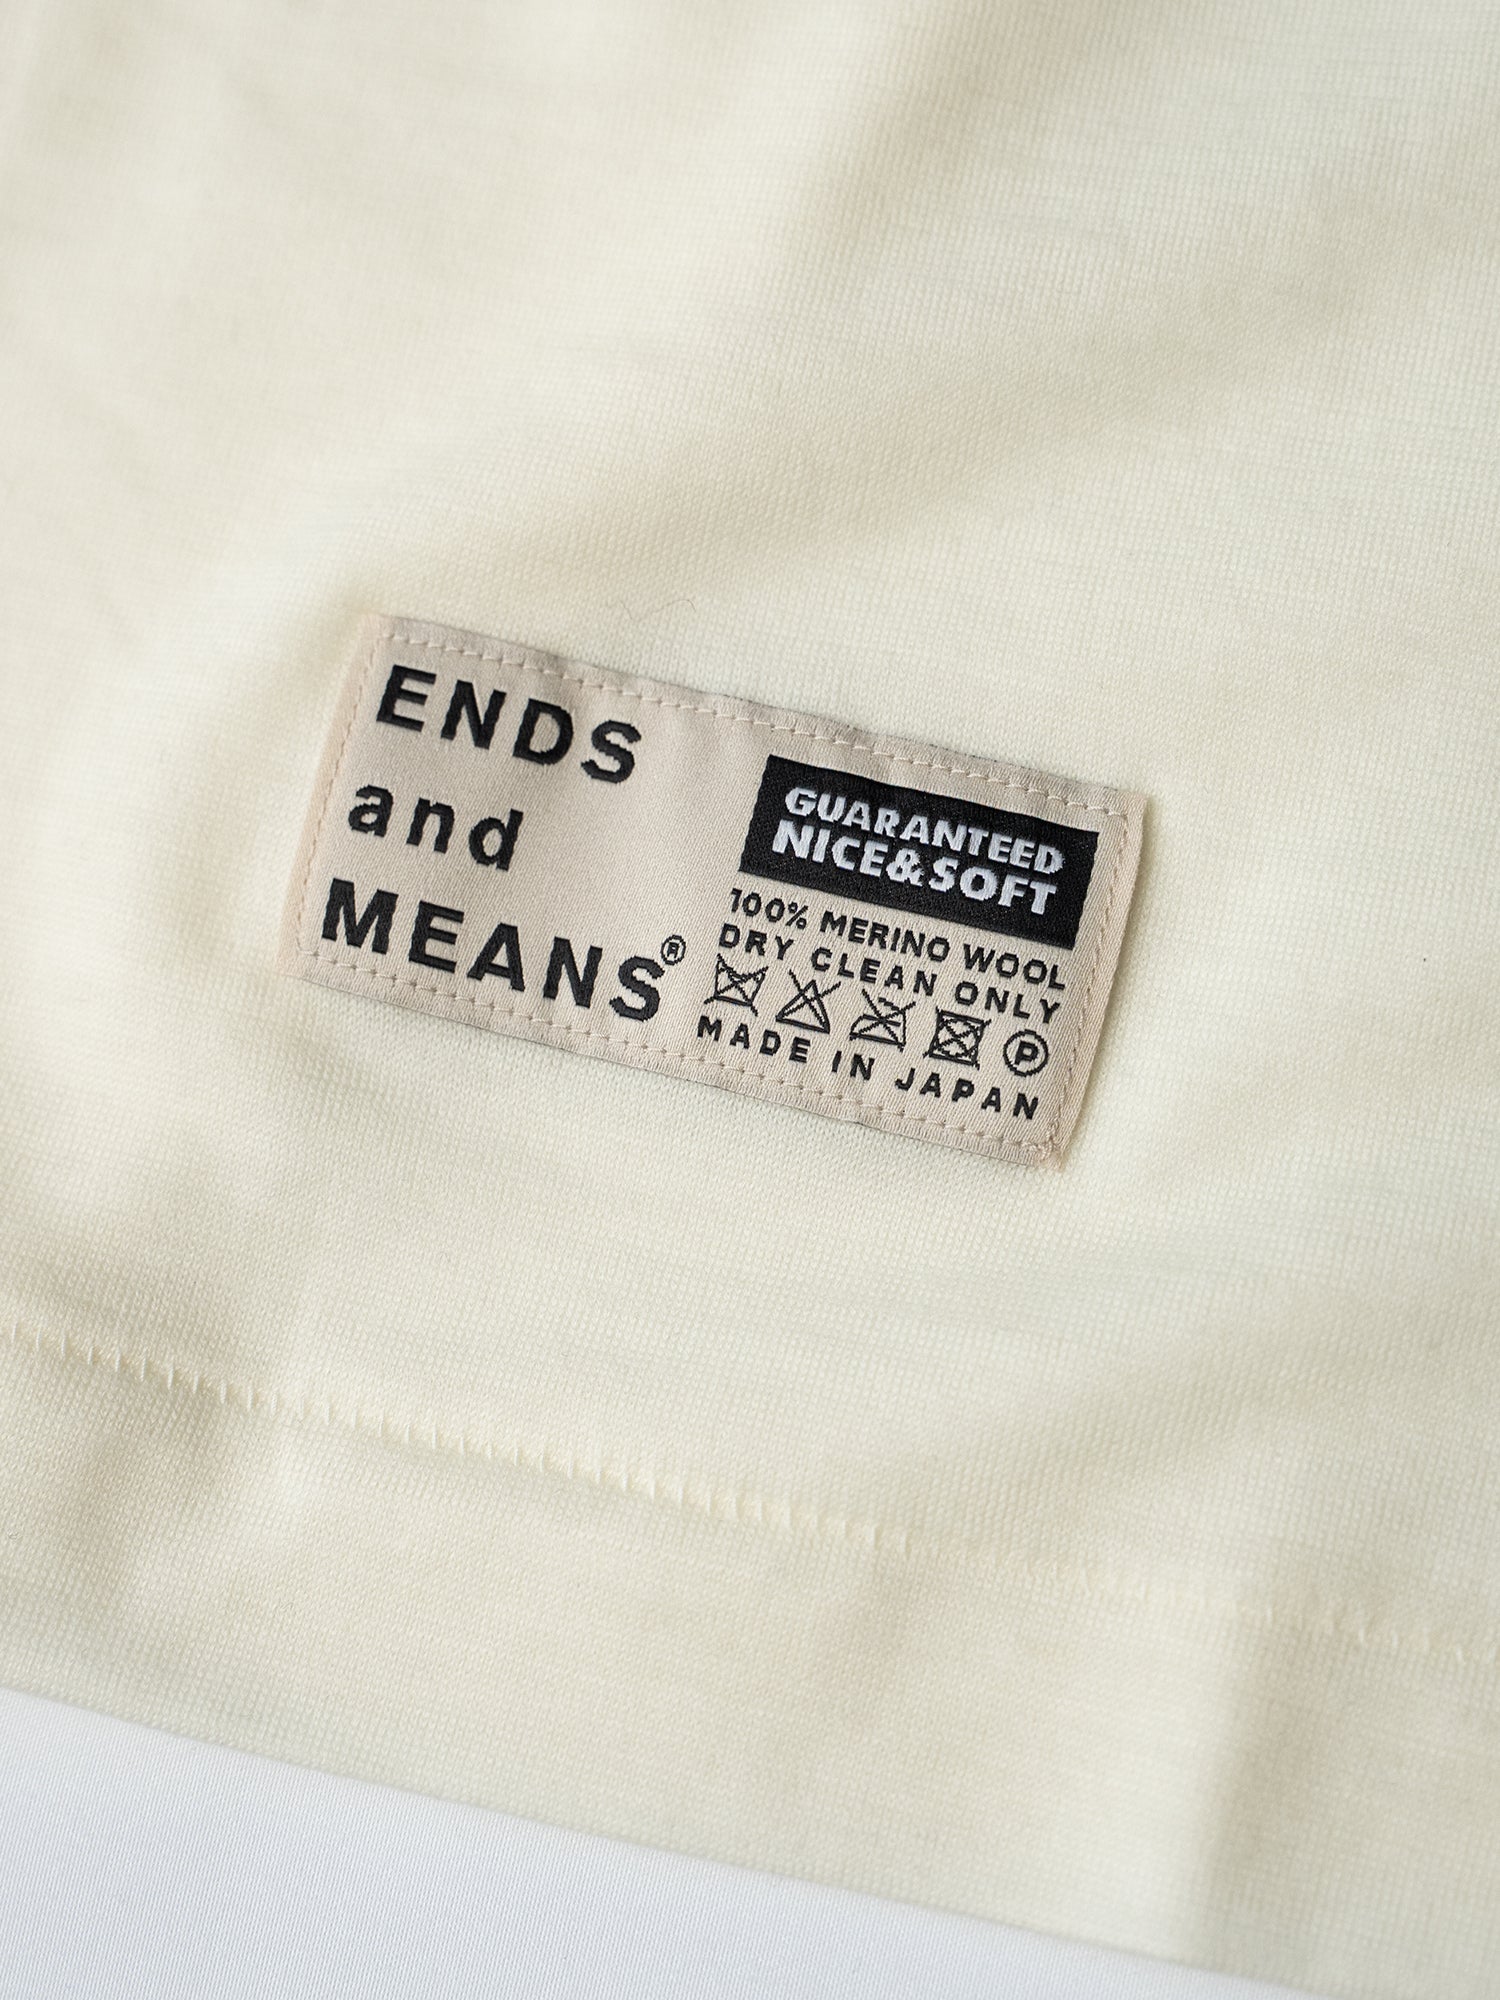 ENDS
and
MEANS®
GUARANTEED
NICE&SOFT
100% MERINO WOOL
DRY CLEAN ONLY
P
MADE IN JAPAN